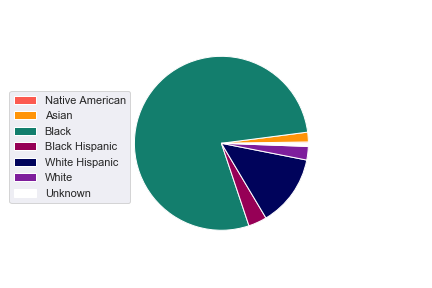 Native American
Asian
Black
Black Hispanic
White Hispanic
White
Unknown